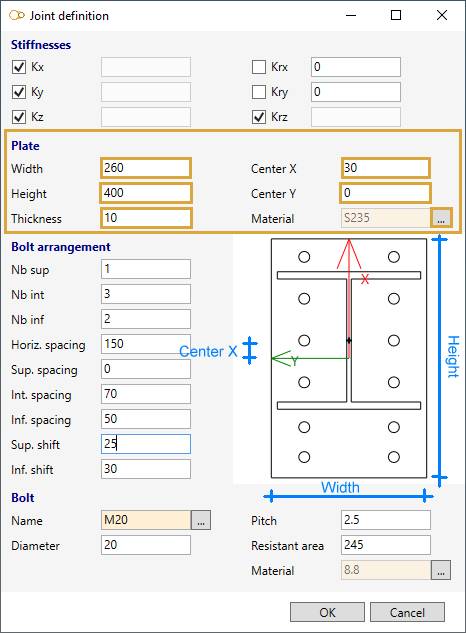 Joint definition
Stiffnesses
Kx Krx 0
Ky Kry 0
Kz Krz
Plate
Width 260 Center X 30
Height 400 Center Y 0
Thickness 10 Material S235 ...
Bolt arrangement
Nb sup 1
Nb int 3
Nb inf 2
Horiz. spacing 150
Sup. spacing 0
Int. spacing 70
Inf. spacing 50
Sup. shift 25
Inf. shift 30
X
Center X
Y
Height
Width
Bolt
Name M20 ... Pitch 2.5
Diameter 20 Resistant area 245
Material 8.8 ...
OK Cancel